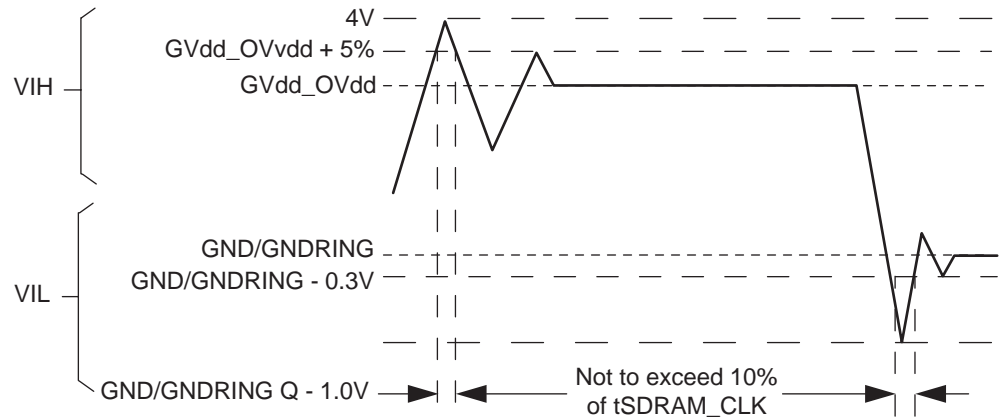 4V
GVdd_OVvdd + 5%
GVdd_OVdd
VIH
GND/GNDRING
GND/GNDRING - 0.3V
VIL
GND/GNDRING Q - 1.0V
Not to exceed 10%
of tSDRAM_CLK